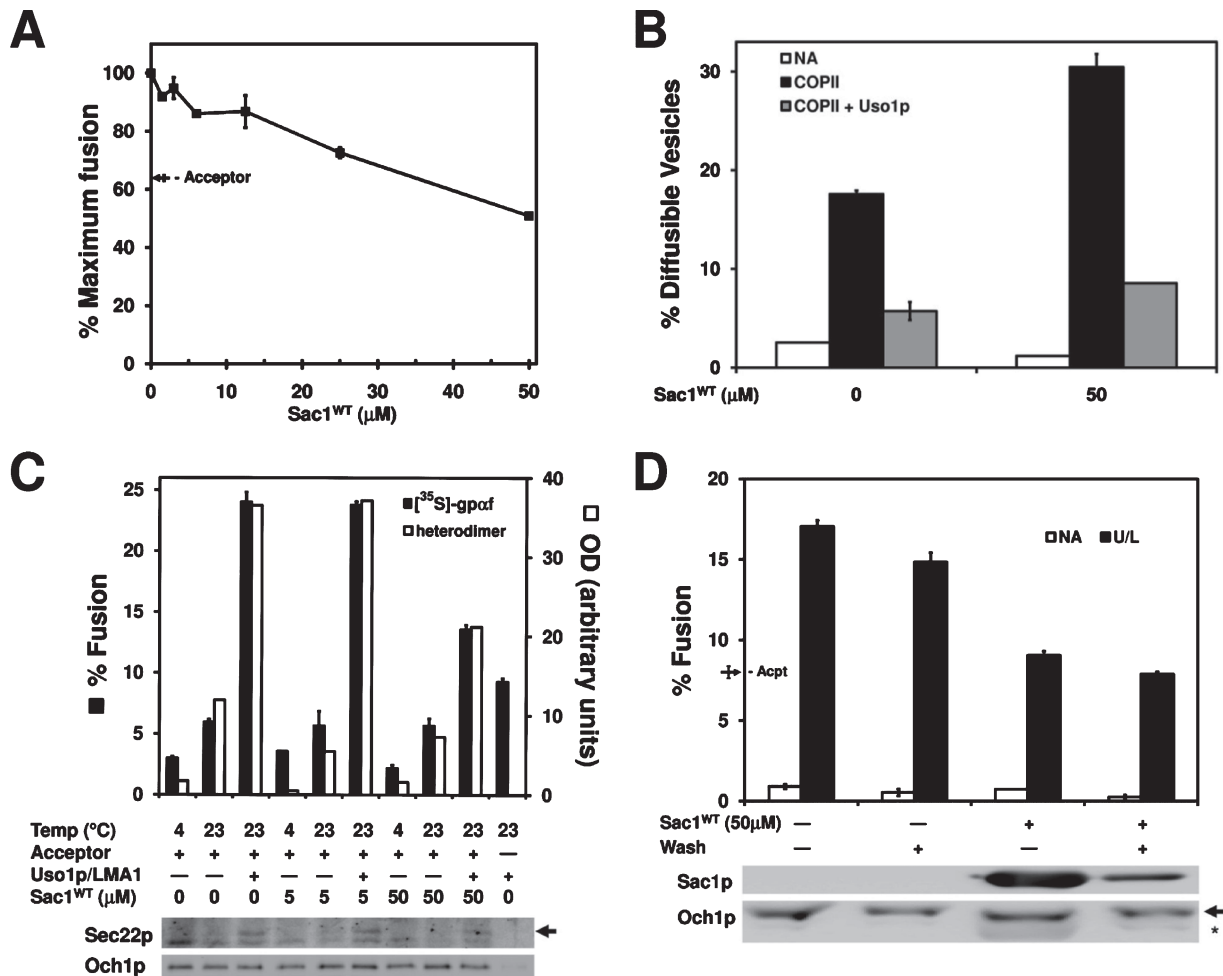 A
% Maximum fusion
100
80
60
40
20
0
- Acceptor
0 10 20 30 40 50
Sac1WT (μM)
B
% Diffusible Vesicles
30
20
10
0
NA
COPII
COPII + Uso1p
Sac1WT (μM) 0 50
C
% Fusion
25
20
15
10
5
0
[35S]-gpαf
heterodimer
40
30
20
10
0
OD (arbitrary units)
Temp (ºC) 4 23 23 4 23 23 4 23 23 23
Acceptor + + + + + + + + + —
Uso1p/LMA1 — — + — — + — — + +
Sac1WT (μM) 0 0 0 5 5 5 50 50 50 0
Sec22p
Och1p
D
% Fusion
20
15
10
5
0
- Acpt
NA U/L
Sac1WT (50μM) — — + +
Wash — + — +
Sac1p
Och1p
*